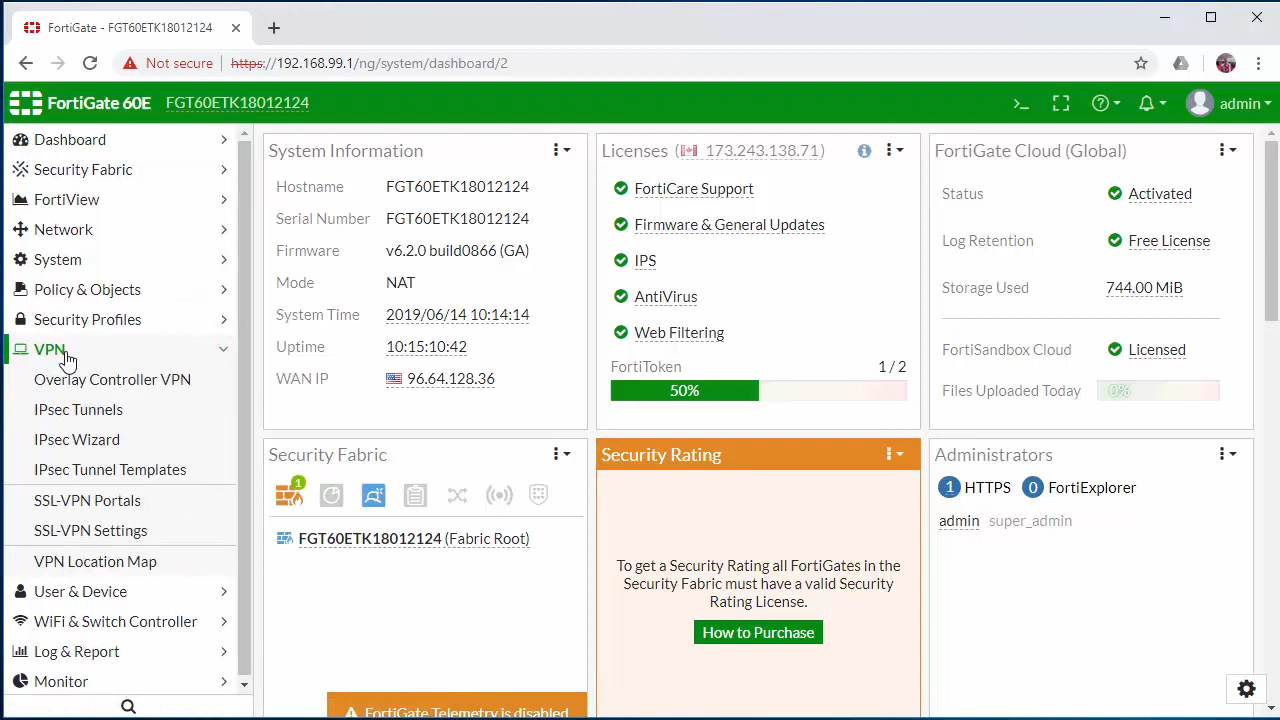 FortiGate - FGT60ETK18012124
Not secure
https://192.168.99.1/ng/system/dashboard/2
FortiGate 60E
FGT60ETK18012124
admin
Dashboard
Security Fabric
FortiView
Network
System
Policy & Objects
Security Profiles
VPN
Overlay Controller VPN
IPsec Tunnels
IPsec Wizard
IPsec Tunnel Templates
SSL-VPN Portals
SSL-VPN Settings
VPN Location Map
User & Device
WiFi & Switch Controller
Log & Report
Monitor
System Information
Hostname FGT60ETK18012124
Serial Number FGT60ETK18012124
Firmware v6.2.0 build0866 (GA)
Mode NAT
System Time 2019/06/14 10:14:14
Uptime 10:15:10:42
WAN IP 96.64.128.36
Licenses (173.243.138.71)
FortiCare Support
Firmware & General Updates
IPS
AntiVirus
Web Filtering
FortiToken 1 / 2
50%
FortiGate Cloud (Global)
Status Activated
Log Retention Free License
Storage Used 744.00 MiB
FortiSandbox Cloud Licensed
Files Uploaded Today 0%
Security Fabric
1
FGT60ETK18012124 (Fabric Root)
FortiGate Telemetry is disabled
Security Rating
To get a Security Rating all FortiGates in the
Security Fabric must have a valid Security
Rating License.
How to Purchase
Administrators
1 HTTPS 0 FortiExplorer
admin super_admin